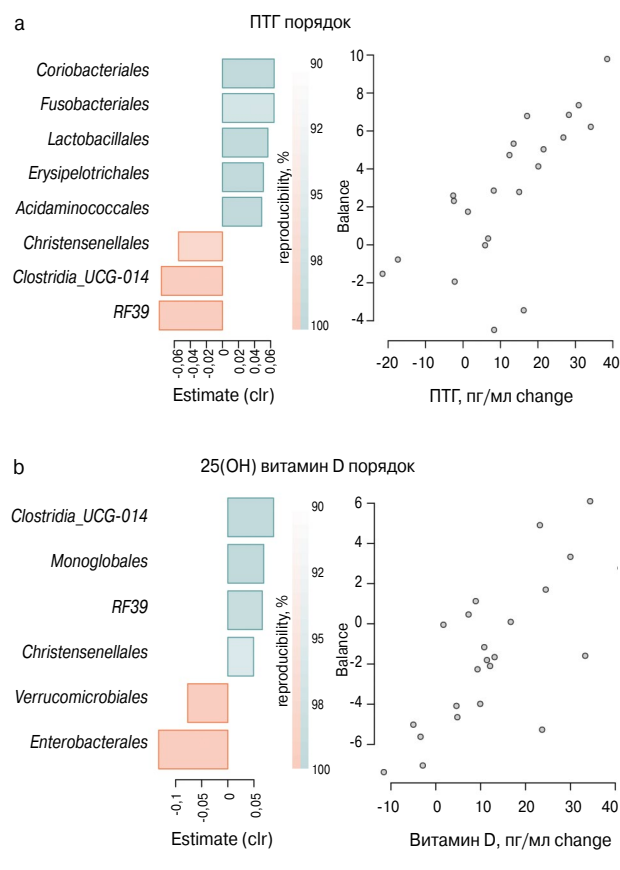 a
ПТГ порядок
Coriobacteriales
Fusobacteriales
Lactobacillales
Erysipelotrichales
Acidaminococcales
Christensenellales
Clostridia_UCG-014
RF39
-0,06
-0,04
-0,02
0
0,02
0,04
0,06
Estimate (clr)
reproducibility, %
90
92
95
98
100
Balance
10
8
6
4
2
0
-2
-4
-20 -10 0 10 20 30 40
ПТГ, пг/мл change
b
25(OH) витамин D порядок
Clostridia_UCG-014
Monoglobales
RF39
Christensenellales
Verrucomicrobiales
Enterobacterales
-0,1
-0,05
0
0,05
Estimate (clr)
reproducibility, %
90
92
95
98
100
Balance
6
4
2
0
-2
-4
-6
-10 0 10 20 30 40
Витамин D, пг/мл change